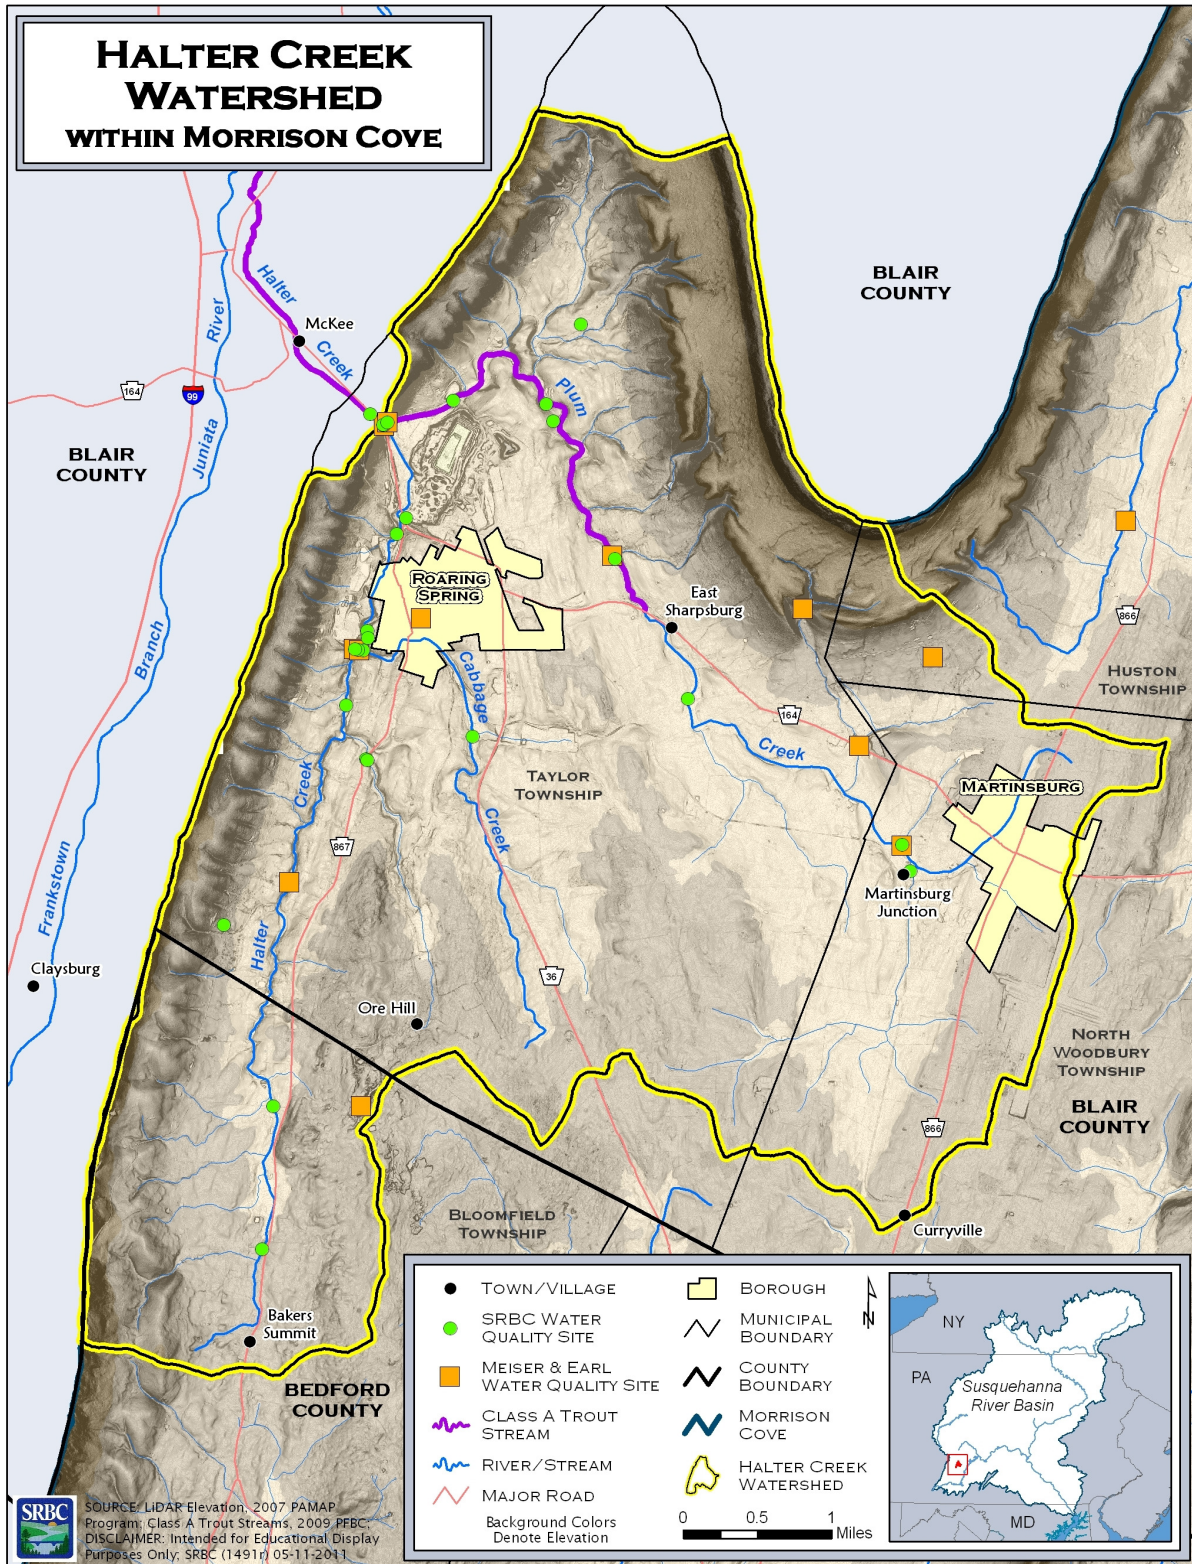 HALTER CREEK
WATERSHED
WITHIN MORRISON COVE
BLAIR
COUNTY
Halter
Creek
McKee
River
164
99
Juniata
BLAIR
COUNTY
Plum
ROARING
SPRING
East
Sharpsburg
866
HUSTON
TOWNSHIP
Branch
Cabbage
164
Creek
TAYLOR
TOWNSHIP
MARTINSBURG
Creek
Creek
867
Martinsburg
Junction
Frankstown
Halter
Claysburg
36
Ore Hill
NORTH
WOODBURY
TOWNSHIP
BLAIR
COUNTY
866
BLOOMFIELD
TOWNSHIP
Curryville
Bakers
Summit
BEDFORD
COUNTY
TOWN/VILLAGE
SRBC WATER
QUALITY SITE
MEISER & EARL
WATER QUALITY SITE
CLASS A TROUT
STREAM
RIVER/STREAM
MAJOR ROAD
Background Colors
Denote Elevation
BOROUGH
MUNICIPAL
BOUNDARY
COUNTY
BOUNDARY
MORRISON
COVE
HALTER CREEK
WATERSHED
0 0.5 1
Miles
N
NY
PA
Susquehanna
River Basin
MD
SRBC
SOURCE: LiDAR Elevation, 2007 PAMAP
Program; Class A Trout Streams, 2009 PFBC.
DISCLAIMER: Intended for Educational Display
Purposes Only; SRBC (1491r) 05-11-2011